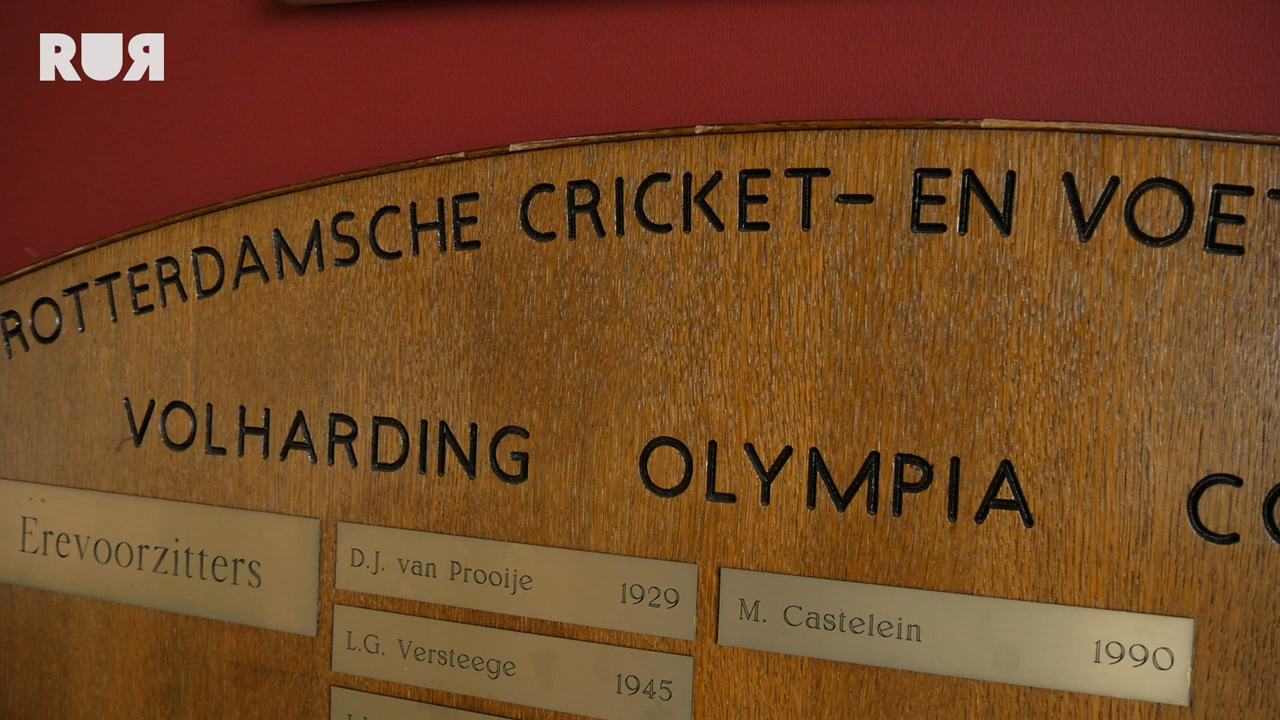 RUR
ROTTERDAMSCHE CRICKET- EN VOET
VOLHARDING OLYMPIA CO
Erevoorzitters
D.J. van Prooije 1929
M. Castelein 1990
L.G. Versteege 1945